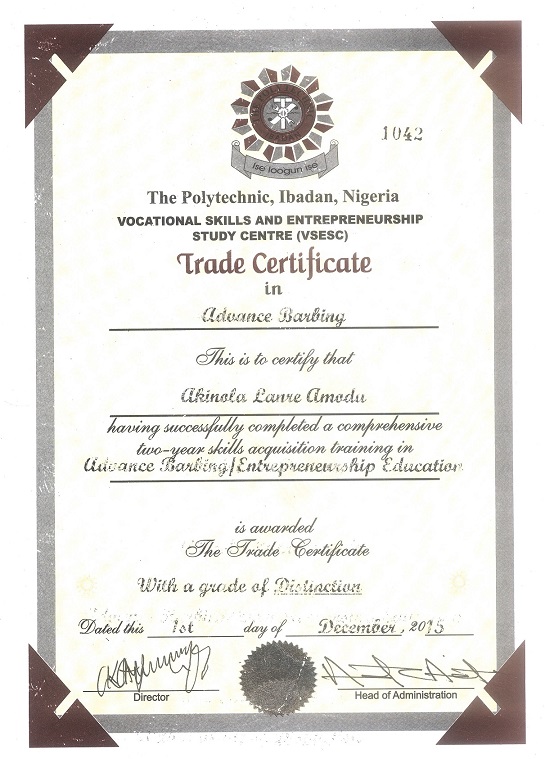 1042
Ise loogun ise
The Polytechnic, Ibadan, Nigeria
VOCATIONAL SKILLS AND ENTREPRENEURSHIP
STUDY CENTRE (VSESC)
Trade Certificate
in
Advance Barbing
This is to certify that
Akinola Lanre Amodu
having successfully completed a comprehensive
two-year skills acquisition training in
Advance Barbing/Entrepreneurship Education
is awarded
The Trade Certificate
With a grade of Distinction
Dated this 1st day of December, 2015
Director
Head of Administration